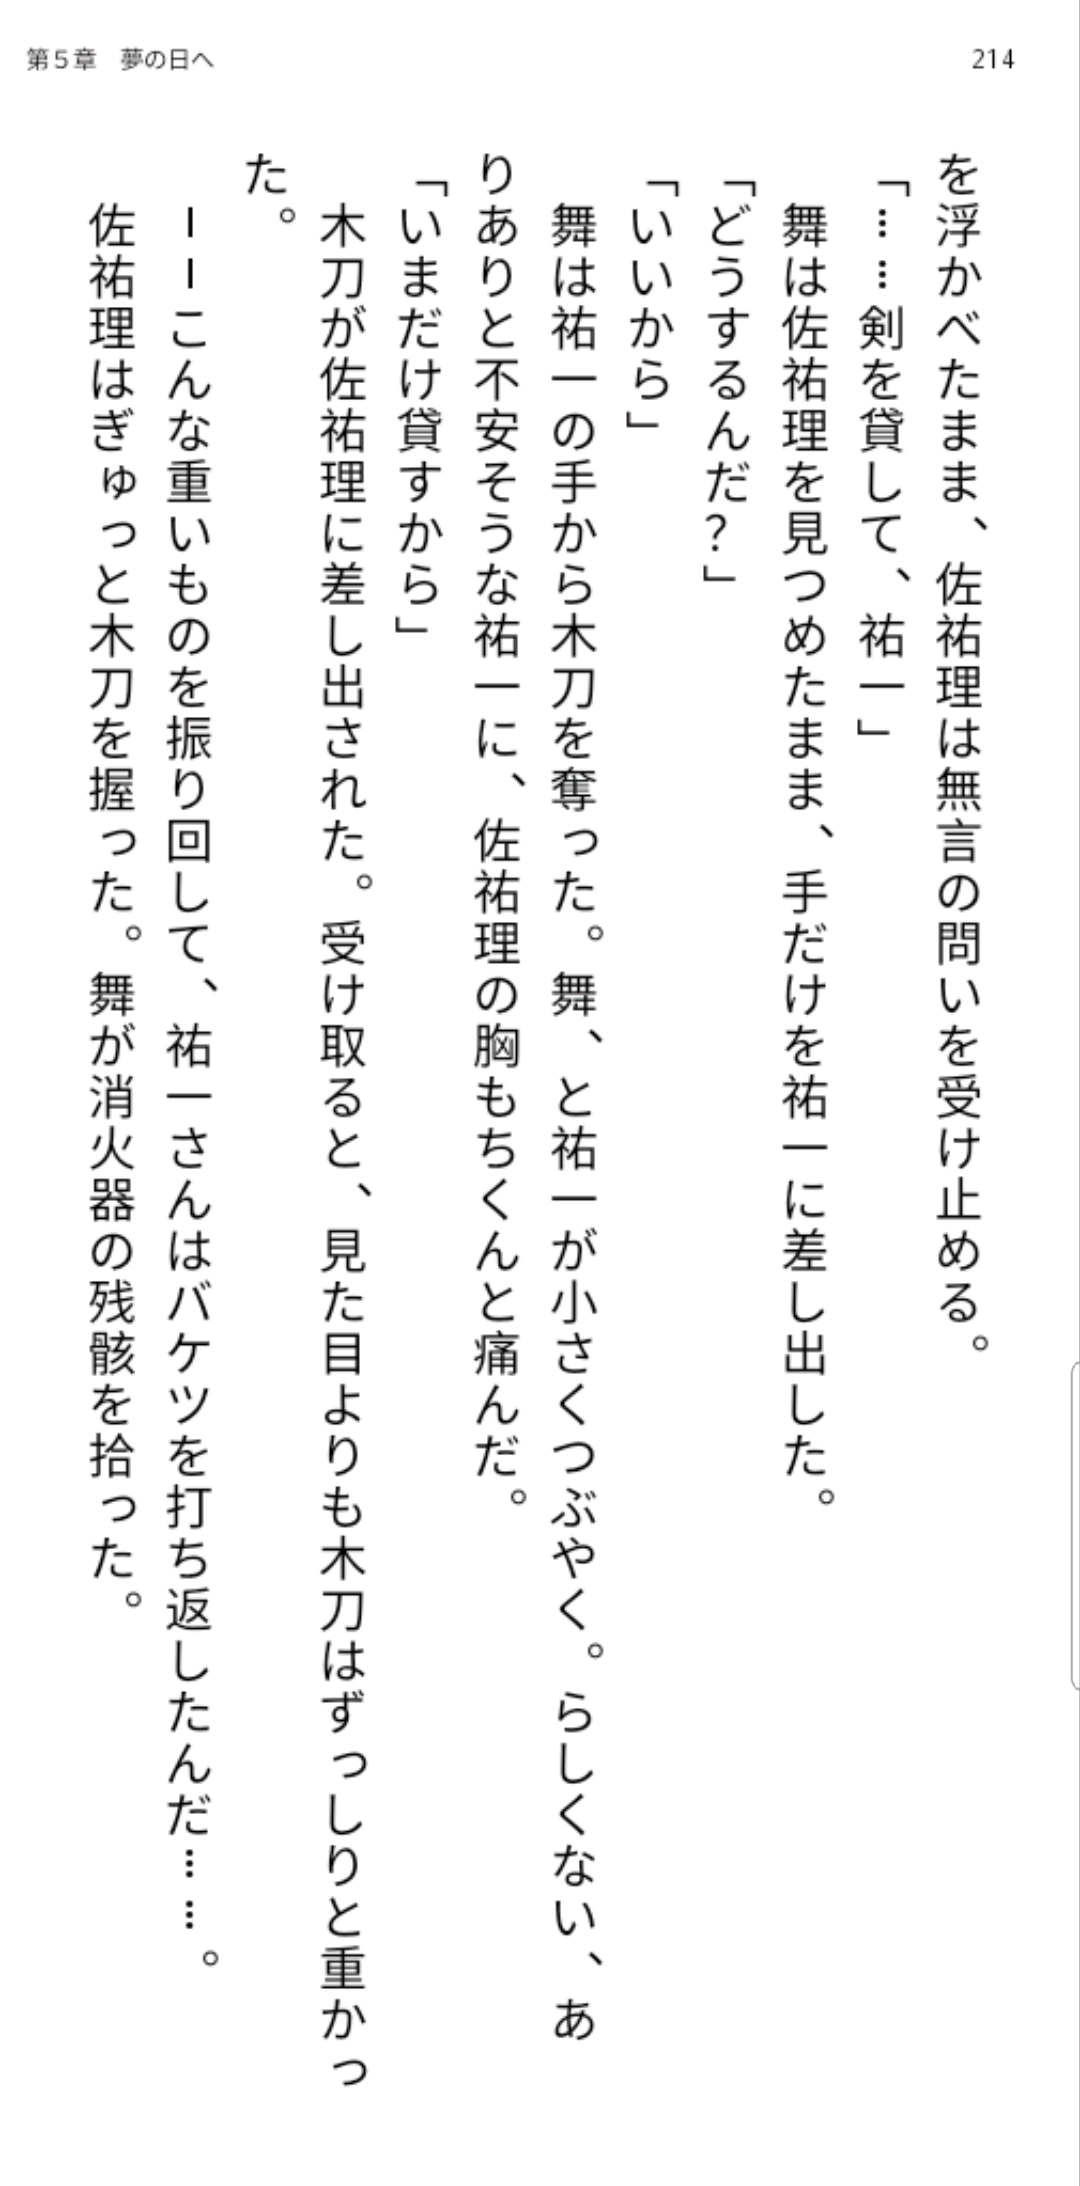 第５章　夢の日へ
214
を浮かべたまま、佐祐理は無言の問いを受け止める。
「……剣を貸して、祐一」
　舞は佐祐理を見つめたまま、手だけを祐一に差し出した。
「どうするんだ？」
「いいから」
　舞は祐一の手から木刀を奪った。舞、と祐一が小さくつぶやく。らしくない、あ
りありと不安そうな祐一に、佐祐理の胸もちくんと痛んだ。
「いまだけ貸すから」
　木刀が佐祐理に差し出された。受け取ると、見た目よりも木刀はずっしりと重かっ
た。
　ーーこんな重いものを振り回して、祐一さんはバケツを打ち返したんだ……。
　佐祐理はぎゅっと木刀を握った。舞が消火器の残骸を拾った。